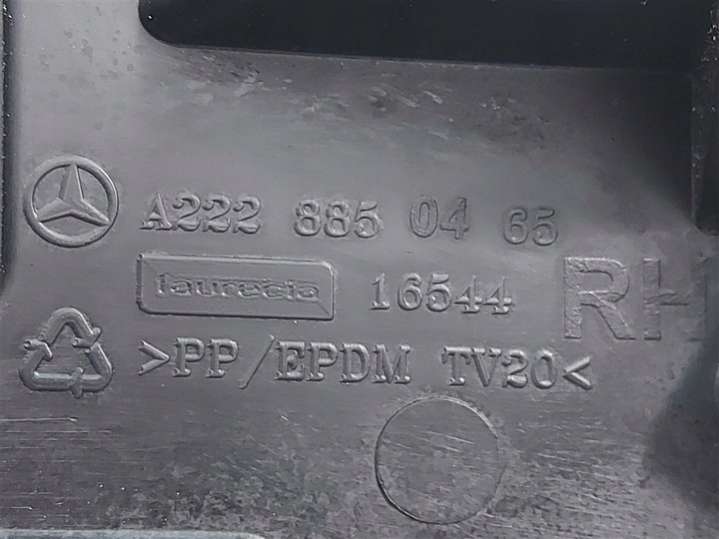 A222 885 04 65
faurecia 16544 RH
>PP/EPDM TV20<